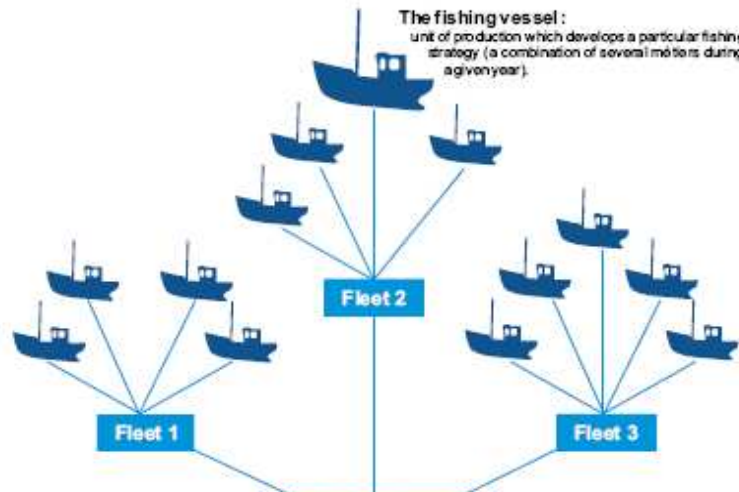 The fishing vessel :
unit of production which develops a particular fishing
strategy (a combination of several métiers during
a given year).
Fleet 2
Fleet 1
Fleet 3